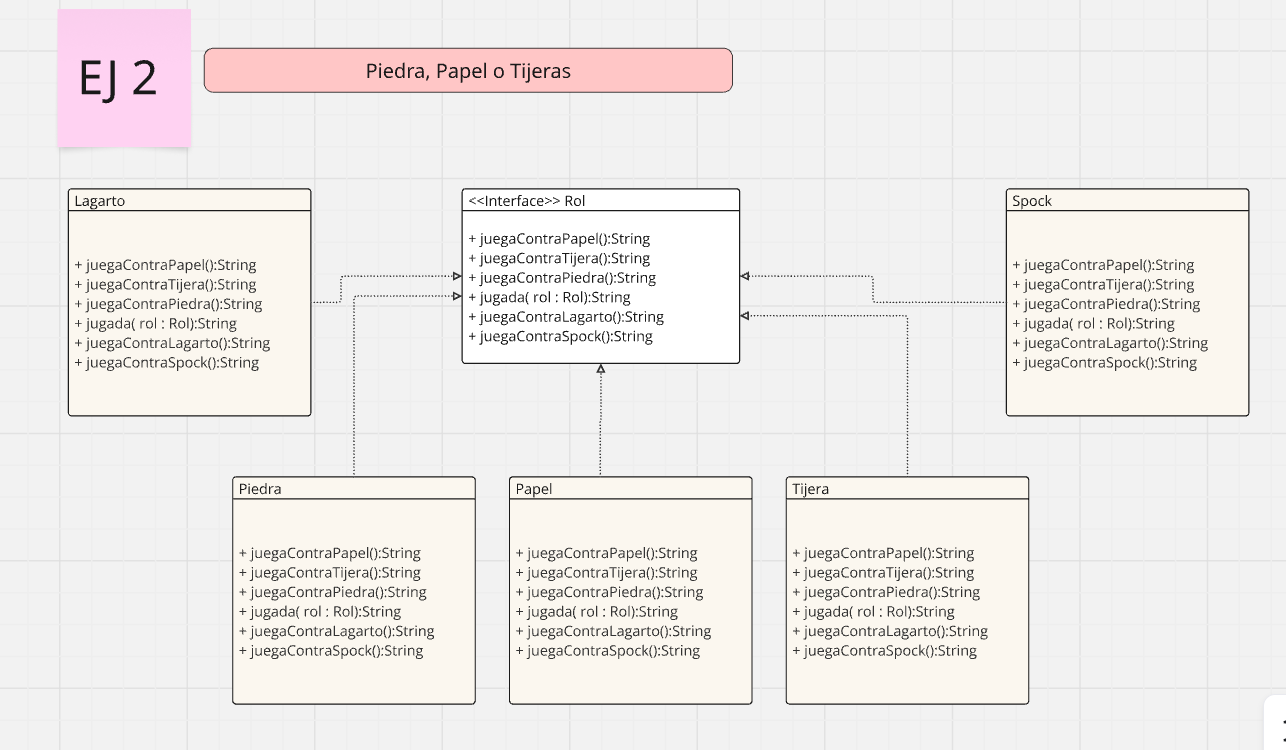 EJ 2
Piedra, Papel o Tijeras
Lagarto
+ juegaContraPapel():String
+ juegaContraTijera():String
+ juegaContraPiedra():String
+ jugada( rol : Rol):String
+ juegaContraLagarto():String
+ juegaContraSpock():String
<<Interface>> Rol
+ juegaContraPapel():String
+ juegaContraTijera():String
+ juegaContraPiedra():String
+ jugada( rol : Rol):String
+ juegaContraLagarto():String
+ juegaContraSpock():String
Spock
+ juegaContraPapel():String
+ juegaContraTijera():String
+ juegaContraPiedra():String
+ jugada( rol : Rol):String
+ juegaContraLagarto():String
+ juegaContraSpock():String
Piedra
+ juegaContraPapel():String
+ juegaContraTijera():String
+ juegaContraPiedra():String
+ jugada( rol : Rol):String
+ juegaContraLagarto():String
+ juegaContraSpock():String
Papel
+ juegaContraPapel():String
+ juegaContraTijera():String
+ juegaContraPiedra():String
+ jugada( rol : Rol):String
+ juegaContraLagarto():String
+ juegaContraSpock():String
Tijera
+ juegaContraPapel():String
+ juegaContraTijera():String
+ juegaContraPiedra():String
+ jugada( rol : Rol):String
+ juegaContraLagarto():String
+ juegaContraSpock():String